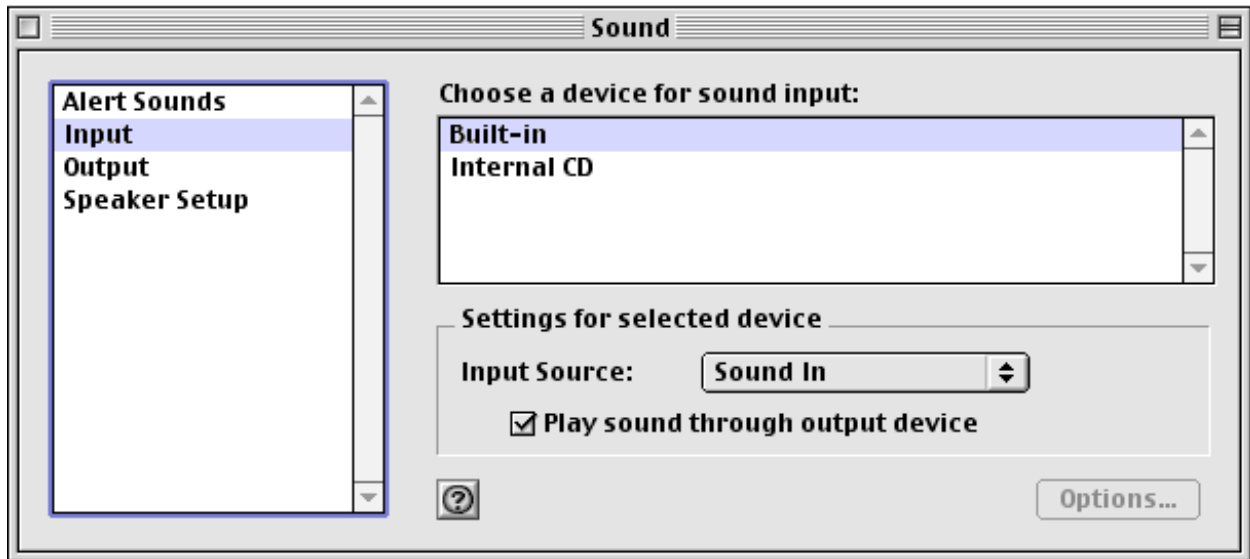 Sound
Alert Sounds
Input
Output
Speaker Setup
Choose a device for sound input:
Built-in
Internal CD
Settings for selected device
Input Source: Sound In
Play sound through output device
?
Options...